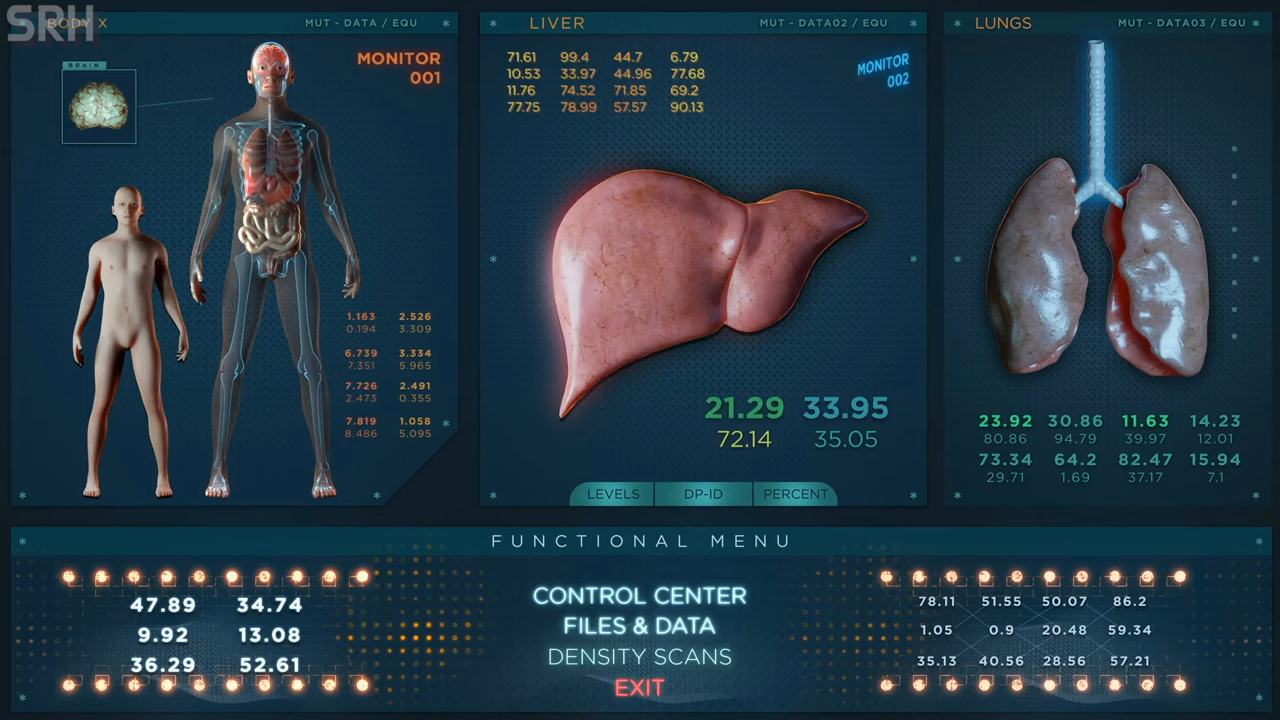 SRH
BODY X
MUT - DATA / EQU *
BRAIN
MONITOR
001
1.163 2.526
0.194 3.309
6.739 3.334
7.351 5.965
7.726 2.491
2.473 0.355
7.819 1.058
8.486 5.095
LIVER
MUT - DATA02 / EQU *
71.61 99.4 44.7 6.79
10.53 33.97 44.96 77.68
11.76 74.52 71.85 69.2
77.75 78.99 57.57 90.13
MONITOR
002
21.29 33.95
72.14 35.05
LEVELS DP-ID PERCENT
LUNGS
MUT - DATA03 / EQU *
23.92 30.86 11.63 14.23
80.86 94.79 39.97 12.01
73.34 64.2 82.47 15.94
29.71 1.69 37.17 7.1
FUNCTIONAL MENU
47.89 34.74
9.92 13.08
36.29 52.61
CONTROL CENTER
FILES & DATA
DENSITY SCANS
EXIT
78.11 51.55 50.07 86.2
1.05 0.9 20.48 59.34
35.13 40.56 28.56 57.21